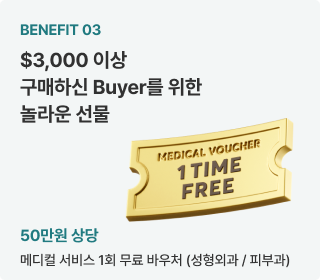 BENEFIT 03
$3,000 이상
구매하신 Buyer를 위한
놀라운 선물
MEDICAL VOUCHER
1 TIME
FREE
50만원 상당
메디컬 서비스 1회 무료 바우처 (성형외과 / 피부과)